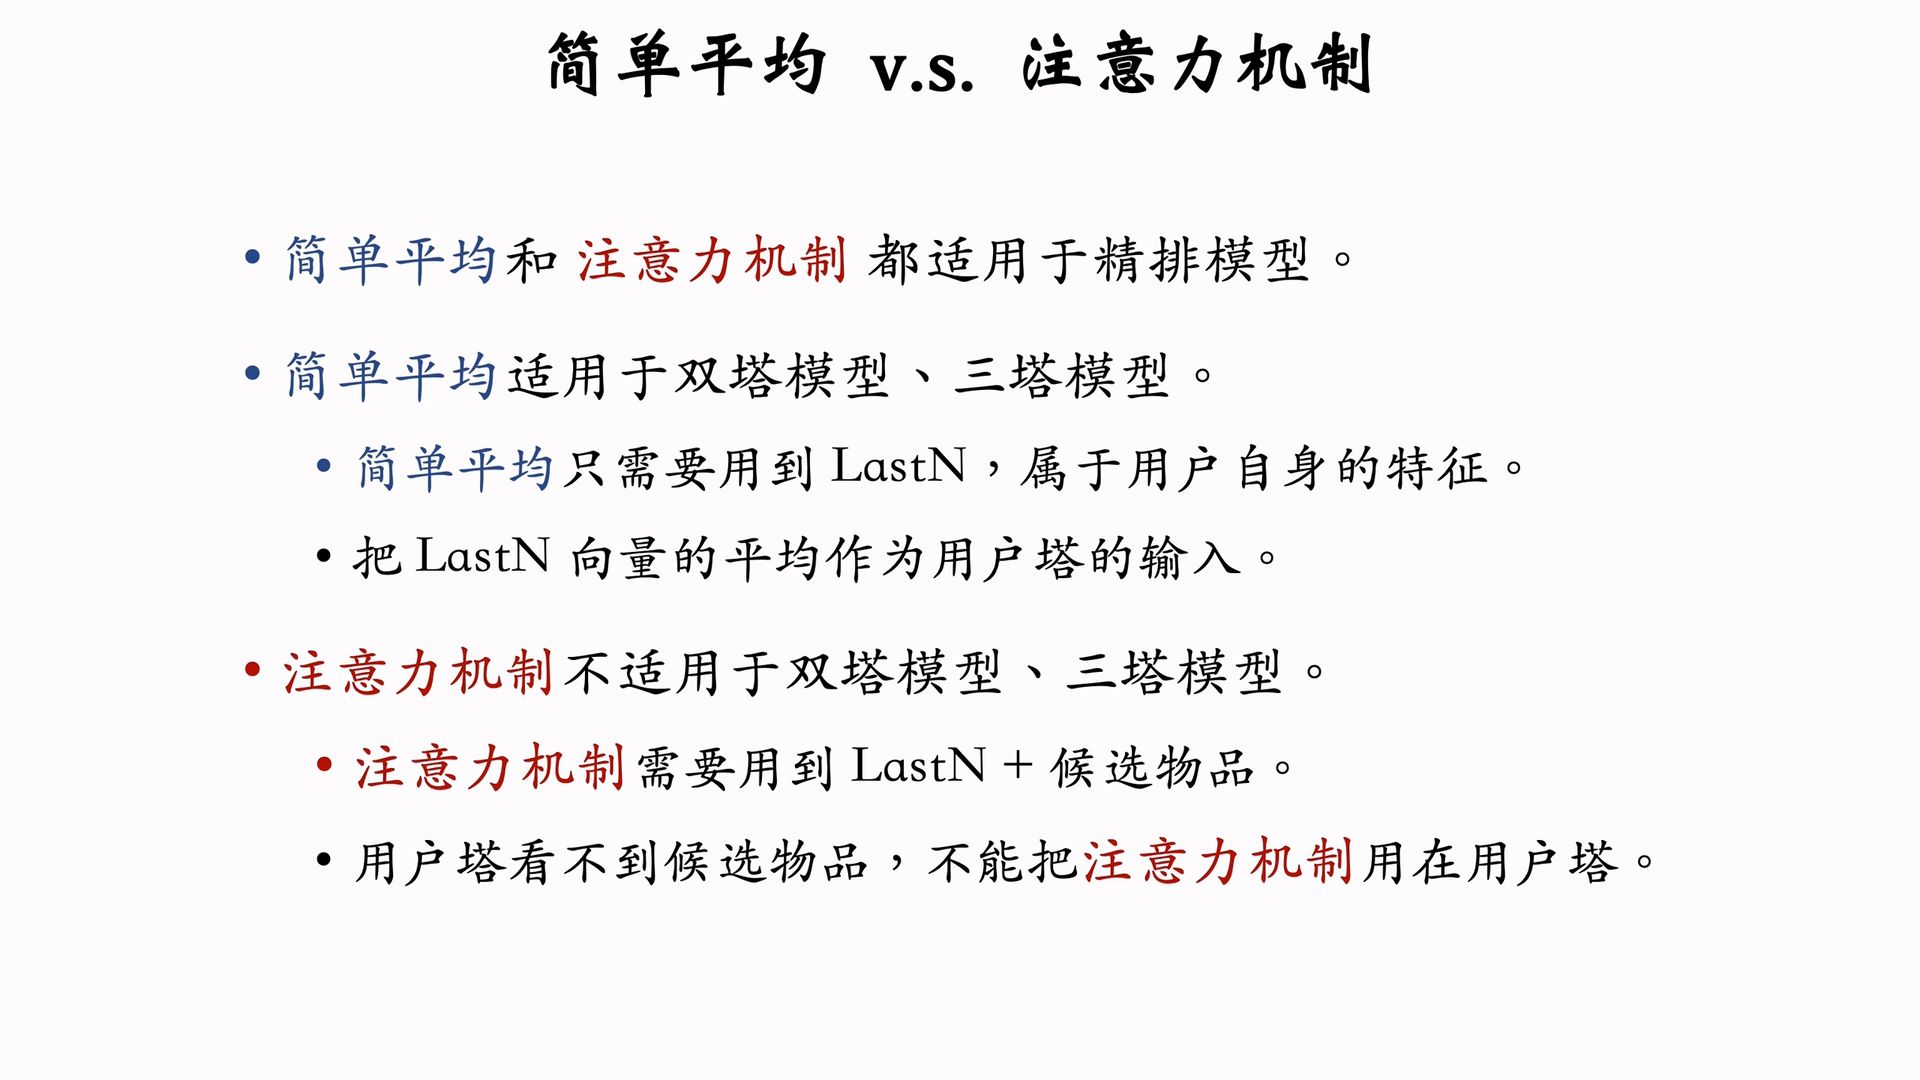 简单平均 v.s. 注意力机制
• 简单平均和 注意力机制 都适用于精排模型。
• 简单平均适用于双塔模型、三塔模型。
• 简单平均只需要用到 LastN，属于用户自身的特征。
• 把 LastN 向量的平均作为用户塔的输入。
• 注意力机制不适用于双塔模型、三塔模型。
• 注意力机制需要用到 LastN + 候选物品。
• 用户塔看不到候选物品，不能把注意力机制用在用户塔。